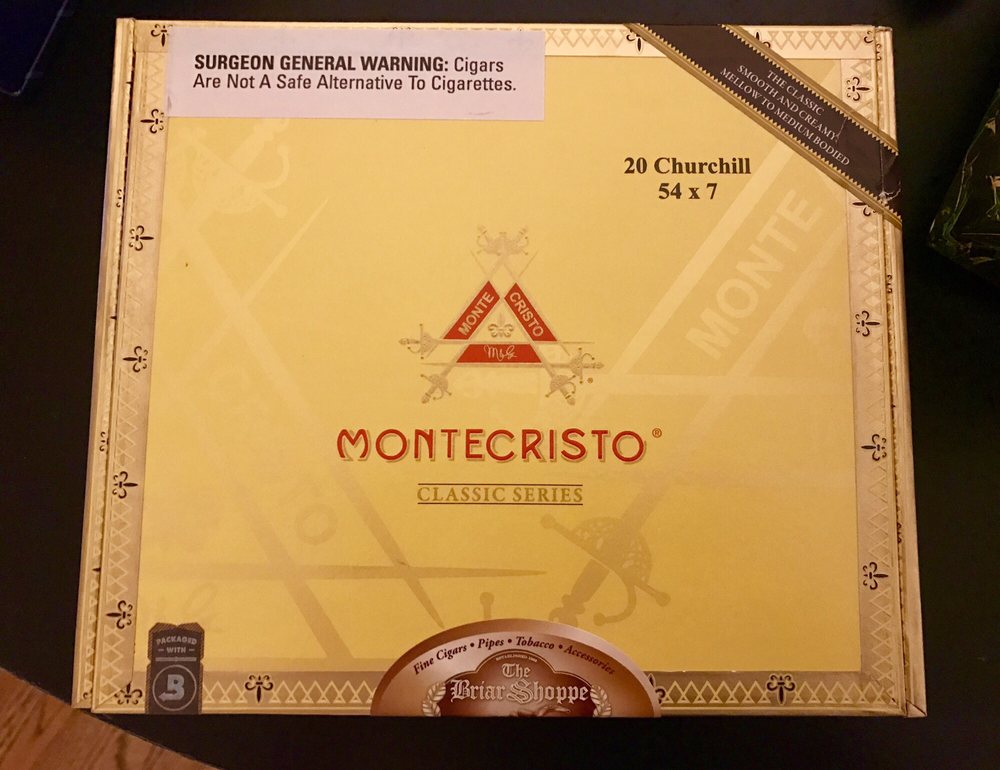 SURGEON GENERAL WARNING: Cigars
Are Not A Safe Alternative To Cigarettes.
THE CLASSIC
SMOOTH AND CREAMY.
MELLOW TO MEDIUM BODIED
20 Churchill
54 x 7
MONTE
MONTE CRISTO
M&G
MONTECRISTO®
CLASSIC SERIES
PACKAGED
WITH
B
Fine Cigars • Pipes • Tobacco • Accessories
The
Briar Shoppe